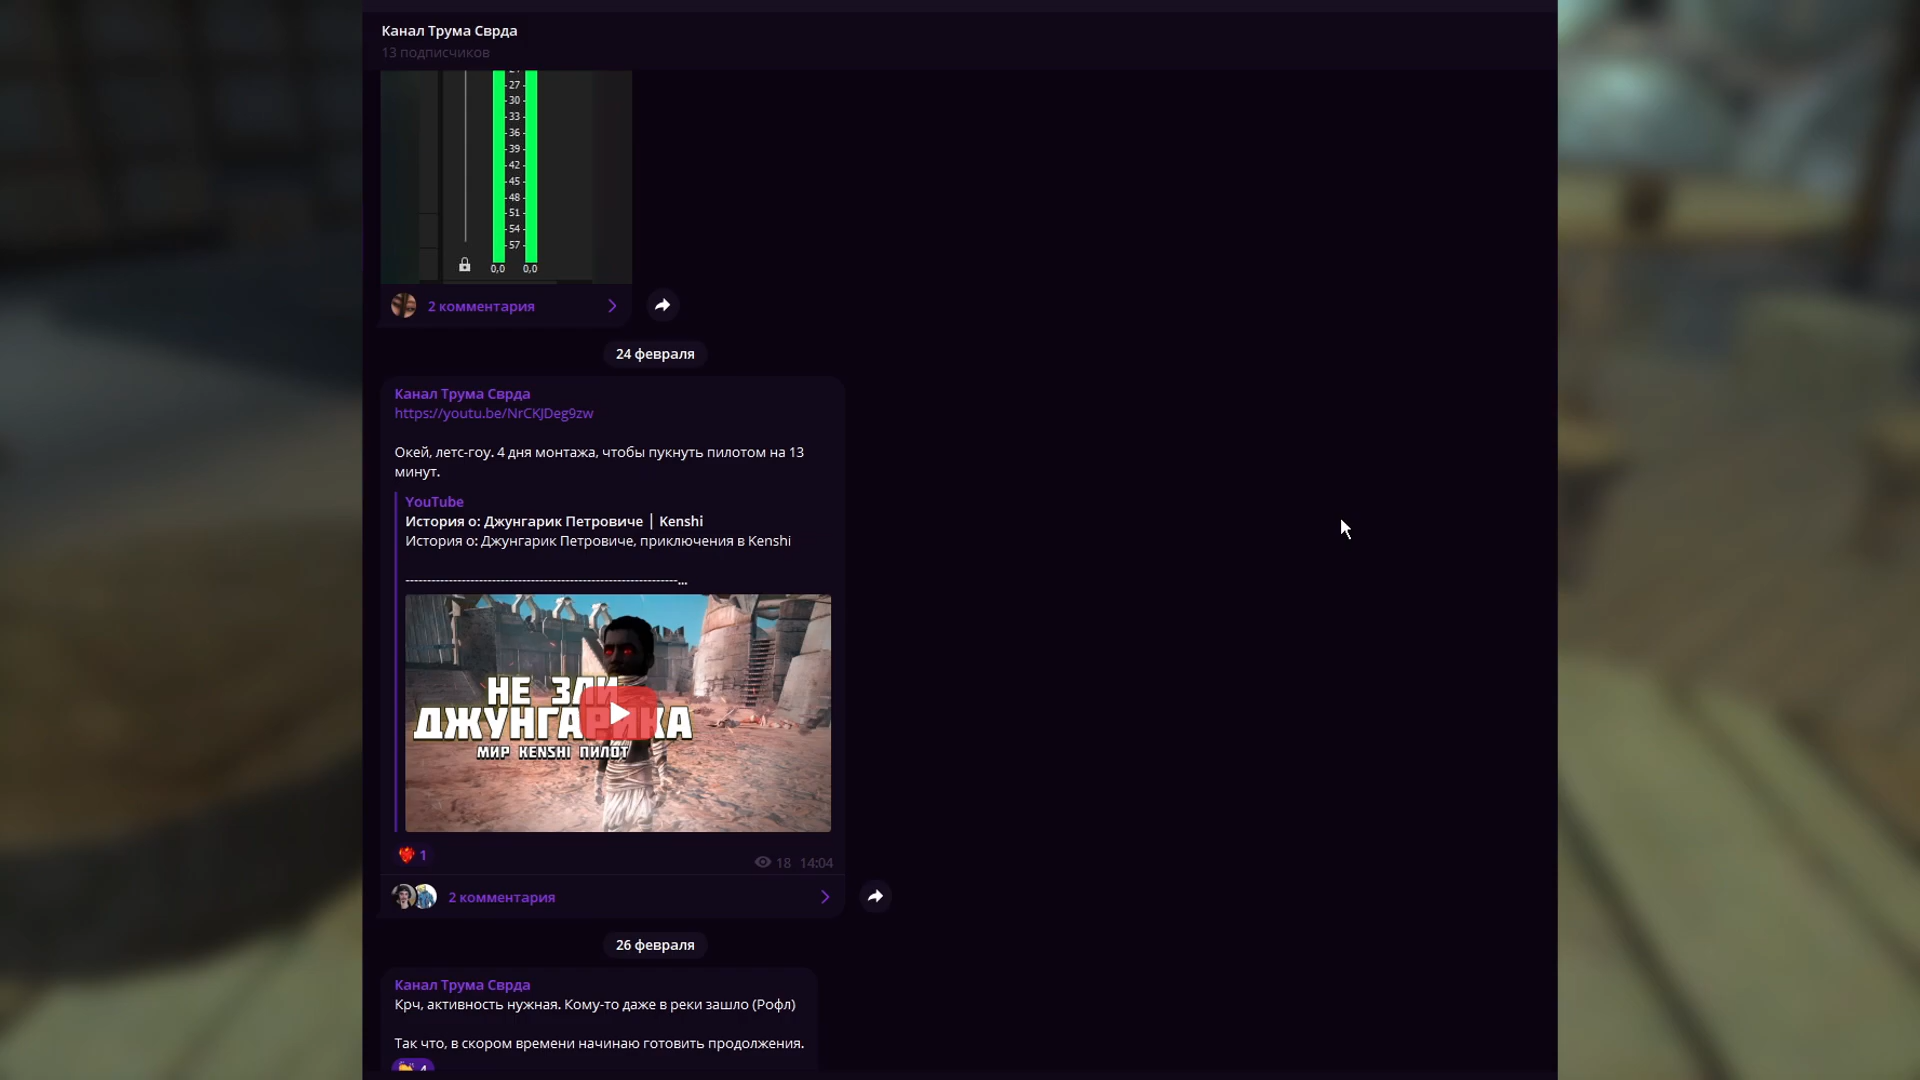 Канал Трума Сврда
13 подписчиков
27
30
33
36
39
42
45
48
51
54
57
0,0 0,0
2 комментария
24 февраля
Канал Трума Сврда
https://youtu.be/NrCKJDeg9zw
Окей, летс-гоу. 4 дня монтажа, чтобы пукнуть пилотом на 13
минут.
YouTube
История о: Джунгарик Петровиче | Kenshi
История о: Джунгарик Петровиче, приключения в Kenshi
---------------------------------------------------------------...
НЕ ЗЛИ
ДЖУНГАРИКА
МИР KENSHI ПИЛОТ
1
18 14:04
2 комментария
26 февраля
Канал Трума Сврда
Крч, активность нужная. Кому-то даже в реки зашло (Рофл)
Так что, в скором времени начинаю готовить продолжения.
4